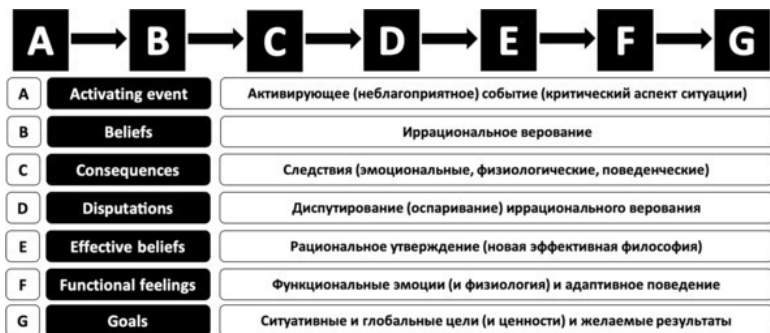 A B C D E F G
A Activating event Активирующее (неблагоприятное) событие (критический аспект ситуации)
B Beliefs Иррациональное верование
C Consequences Следствия (эмоциональные, физиологические, поведенческие)
D Disputations Диспутирование (оспаривание) иррационального верования
E Effective beliefs Рациональное утверждение (новая эффективная философия)
F Functional feelings Функциональные эмоции (и физиология) и адаптивное поведение
G Goals Ситуативные и глобальные цели (и ценности) и желаемые результаты